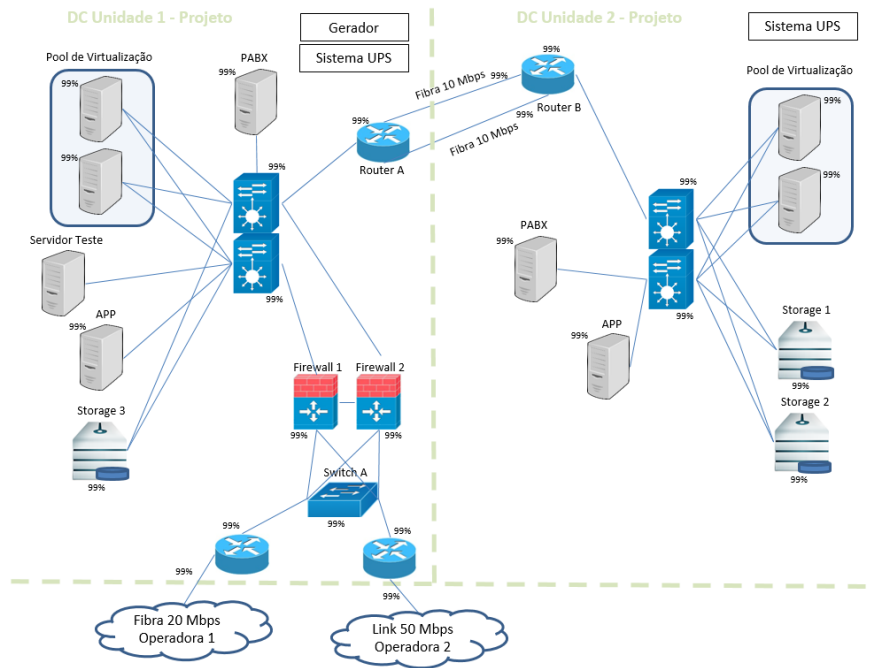 DC Unidade 1 - Projeto
Gerador
Sistema UPS
Pool de Virtualização
99%
99%
PABX
99%
99%
99%
Servidor Teste
99%
APP
99%
Storage 3
99%
99%
Router A
Fibra 10 Mbps
Fibra 10 Mbps
99%
99%
Firewall 1
Firewall 2
99%
99%
Switch A
99%
99%
99%
99%
99%
Fibra 20 Mbps
Operadora 1
Link 50 Mbps
Operadora 2
DC Unidade 2 - Projeto
Sistema UPS
99%
Router B
Pool de Virtualização
99%
99%
99%
99%
PABX
99%
APP
99%
Storage 1
99%
Storage 2
99%